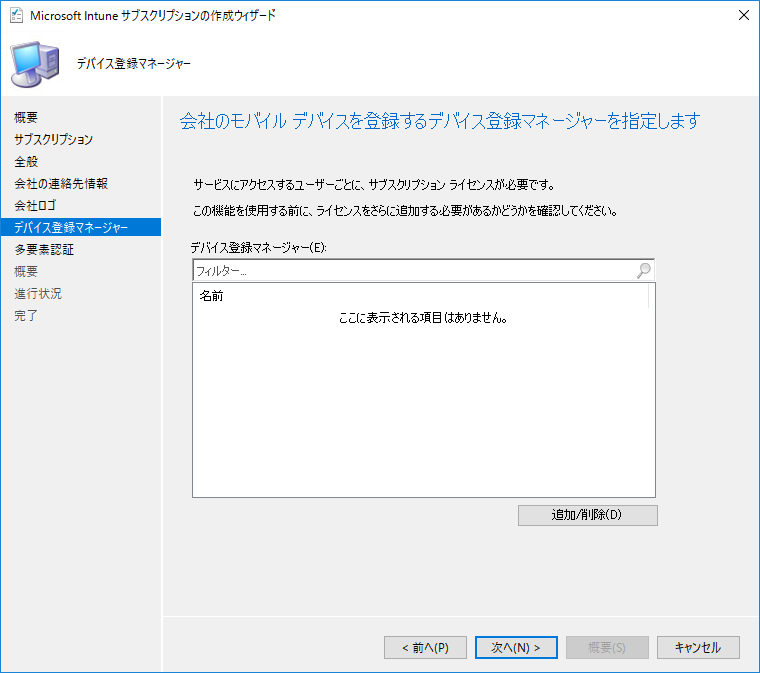 Microsoft Intune サブスクリプションの作成ウィザード
デバイス登録マネージャー
概要
サブスクリプション
全般
会社の連絡先情報
会社ロゴ
デバイス登録マネージャー
多要素認証
概要
進行状況
完了
会社のモバイル デバイスを登録するデバイス登録マネージャーを指定します
サービスにアクセスするユーザーごとに、サブスクリプション ライセンスが必要です。
この機能を使用する前に、ライセンスをさらに追加する必要があるかどうかを確認してください。
デバイス登録マネージャー(E):
フィルター...
名前
ここに表示される項目はありません。
追加/削除(D)
< 前へ(P)
次へ(N) >
概要(S)
キャンセル